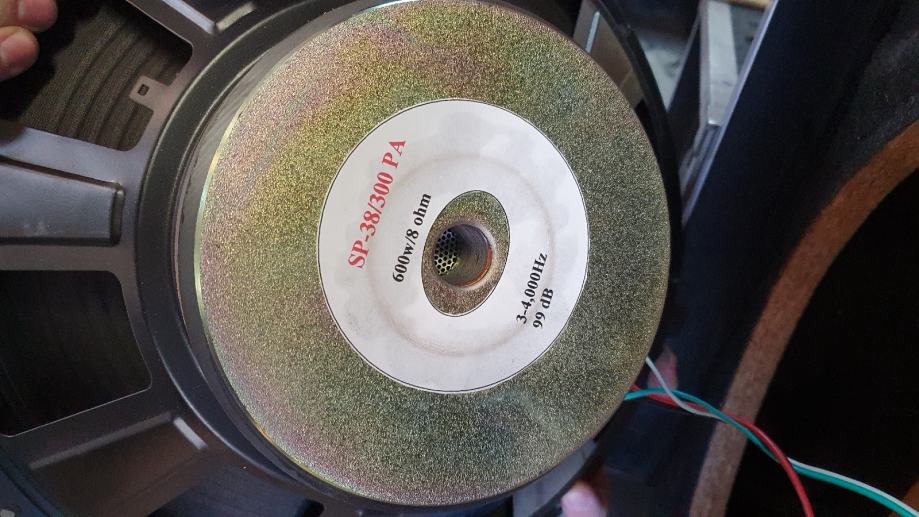 SP-38/300 PA
600w/8 ohm
3-4,000Hz
99 dB